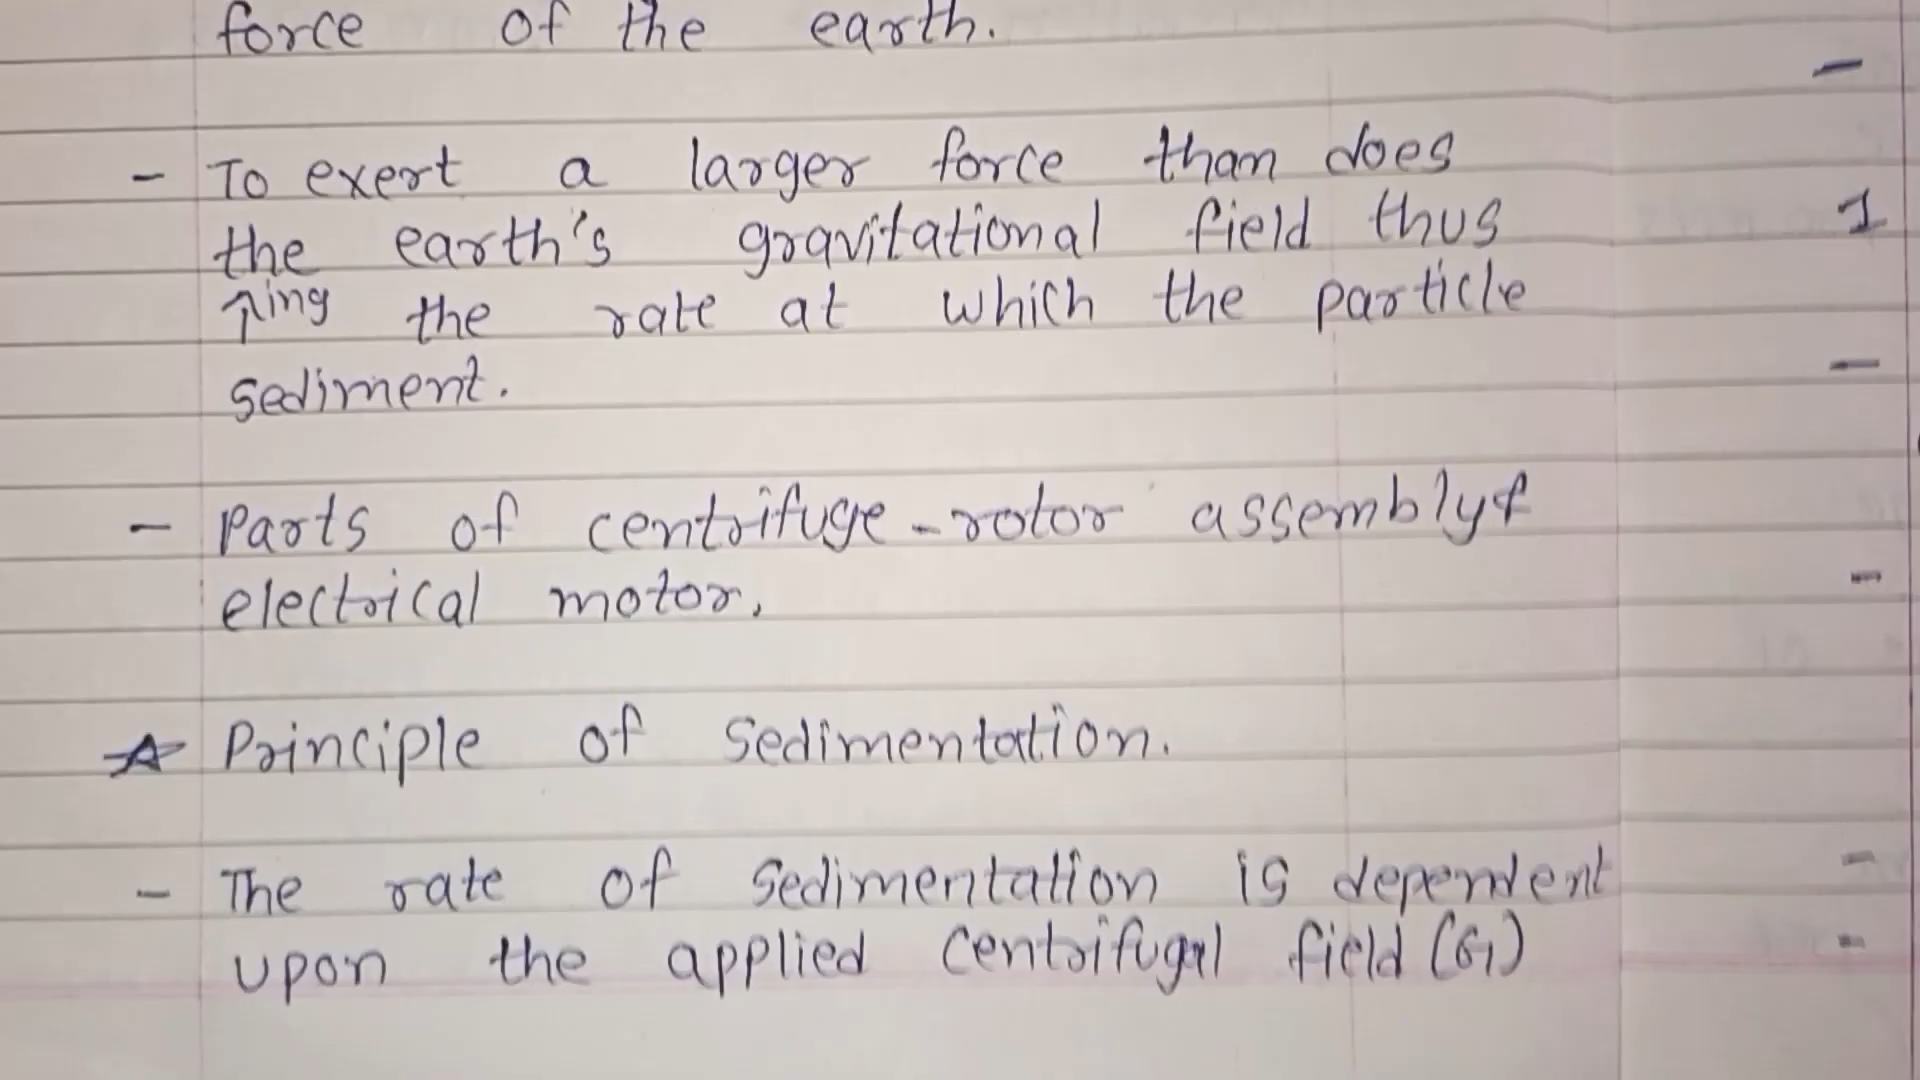 force of the earth.
- To exert a larger force than does
the earth's gravitational field thus
↑ing the rate at which the particle
sediment.
- Parts of centrifuge - rotor assembly &
electrical motor.
☆ Principle of sedimentation.
- The rate of sedimentation is dependent
upon the applied centrifugal field (G)
1